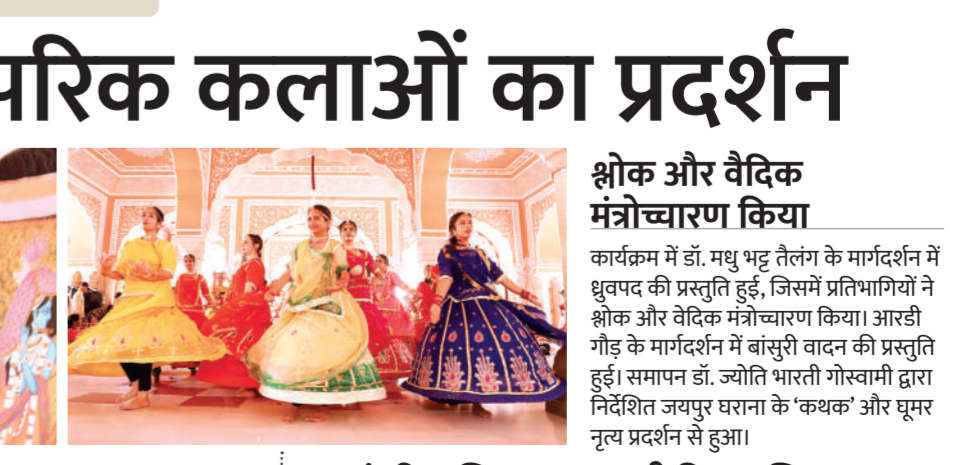 परिक कलाओं का प्रदर्शन
श्लोक और वैदिक
मंत्रोच्चारण किया
कार्यक्रम में डॉ. मधु भट्ट तैलंग के मार्गदर्शन में
ध्रुवपद की प्रस्तुति हुई, जिसमें प्रतिभागियों ने
श्लोक और वेदिक मंत्रोच्चारण किया। आरडी
गौड़ के मार्गदर्शन में बांसुरी वादन की प्रस्तुति
हुई। समापन डॉ. ज्योति भारती गोस्वामी द्वारा
निर्देशित जयपुर घराना के ‘कथक’ और घूमर
नृत्य प्रदर्शन से हुआ।